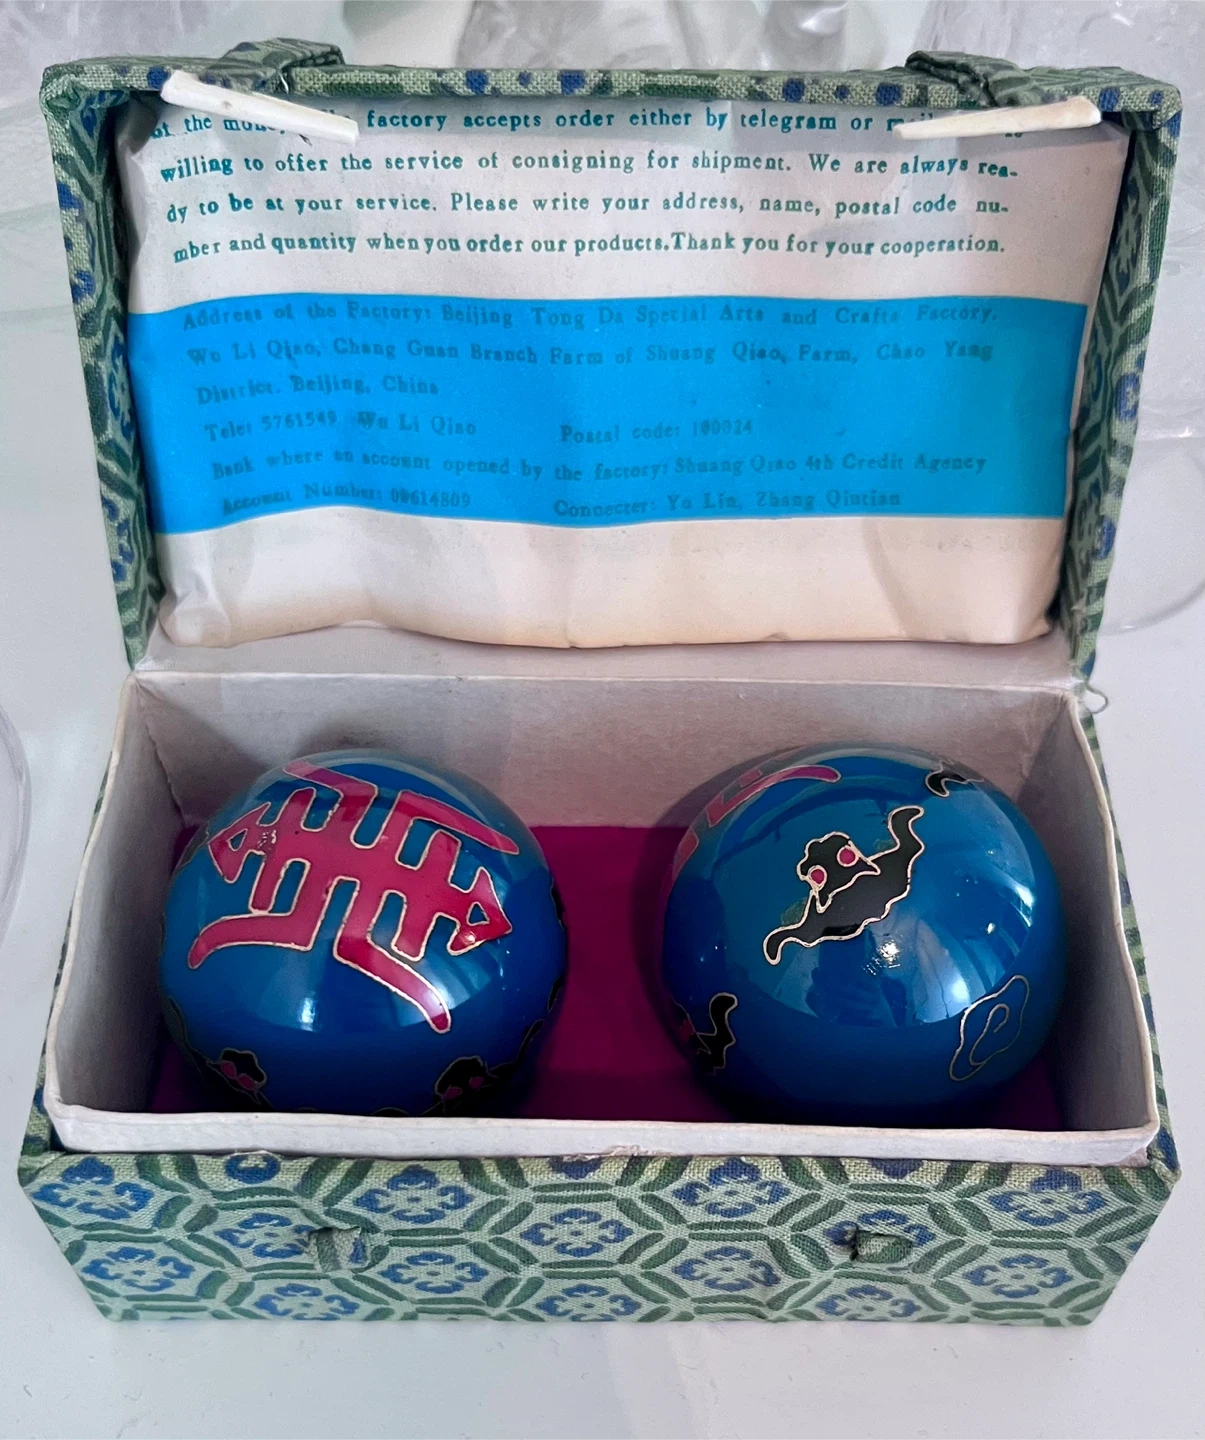 of the factory accepts order either by telegram or
willing to offer the service of consigning for shipment. We are always rea-
dy to be at your service. Please write your address, name, postal code nu-
mber and quantity when you order our products. Thank you for your cooperation.
Address of the Factory: Beijing Tong Da Special Arts and Crafts Factory.
Wu Li Qiao, Chang Guan Branch Farm of Shuang Qiao, Farm, Chao Yang
District. Beijing, China
Tele: 5761549 Wu Li Qiao Postal code: 100024
Bank where an account opened by the factory: Shuang Qiao 4th Credit Agency
Account Number: 09614809 Connecter: Yu Lin, Zhang Qintian